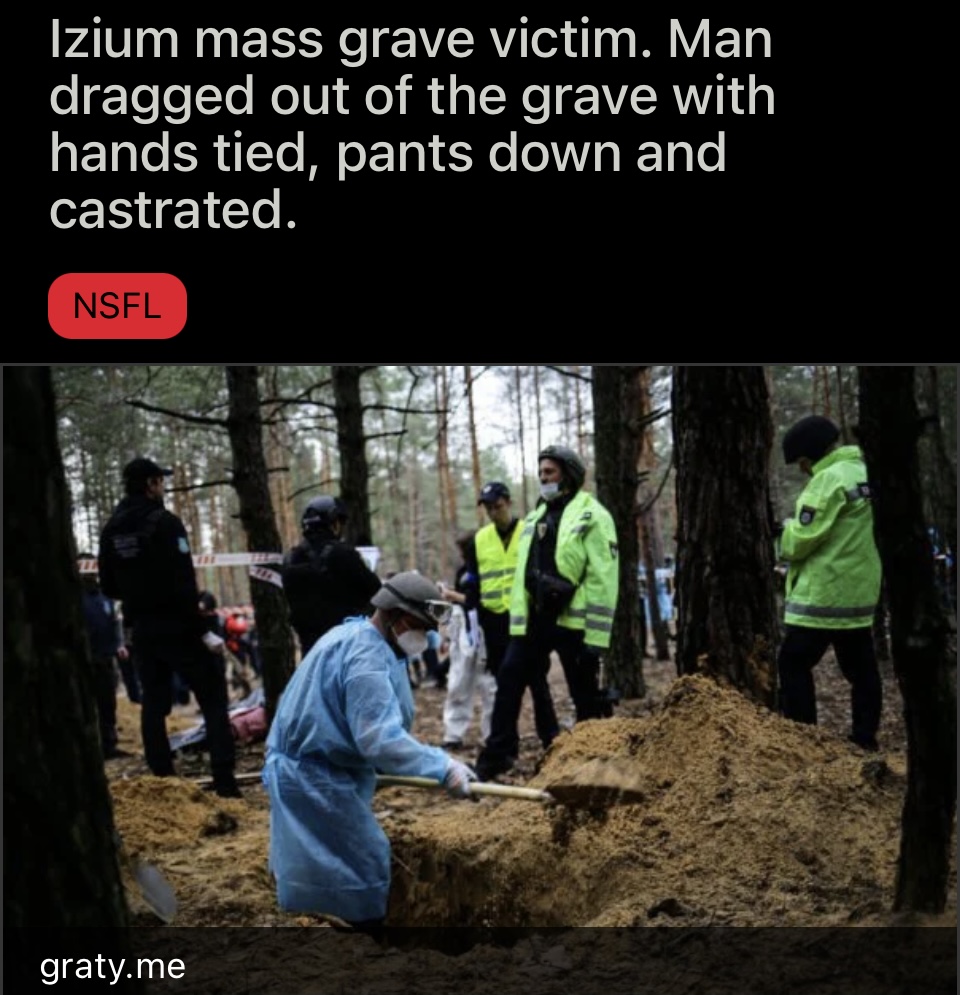 Izium mass grave victim. Man
dragged out of the grave with
hands tied, pants down and
castrated.
NSFL
graty.me